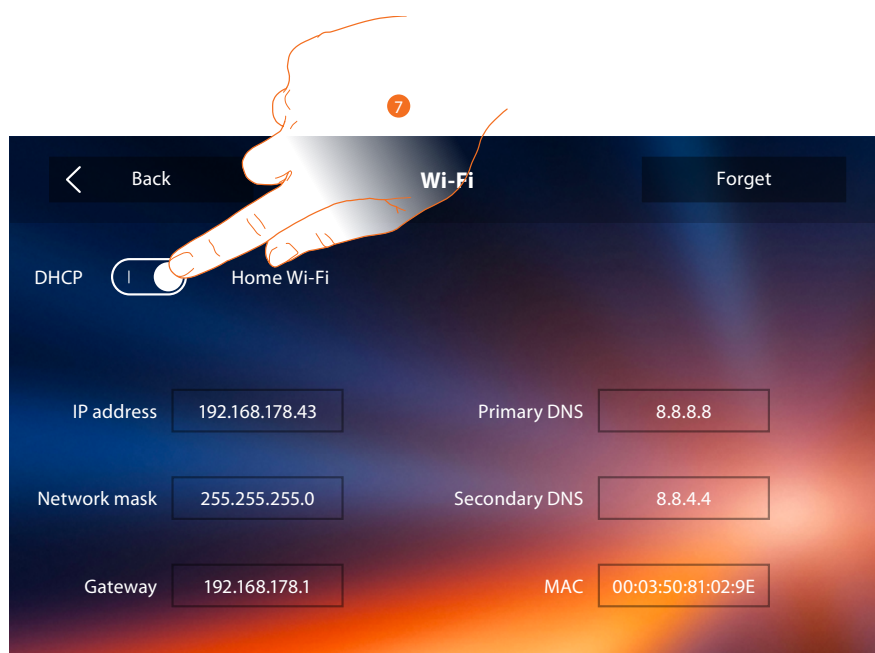 7
Back Wi-Fi Forget
DHCP I Home Wi-Fi
IP address 192.168.178.43 Primary DNS 8.8.8.8
Network mask 255.255.255.0 Secondary DNS 8.8.4.4
Gateway 192.168.178.1 MAC 00:03:50:81:02:9E